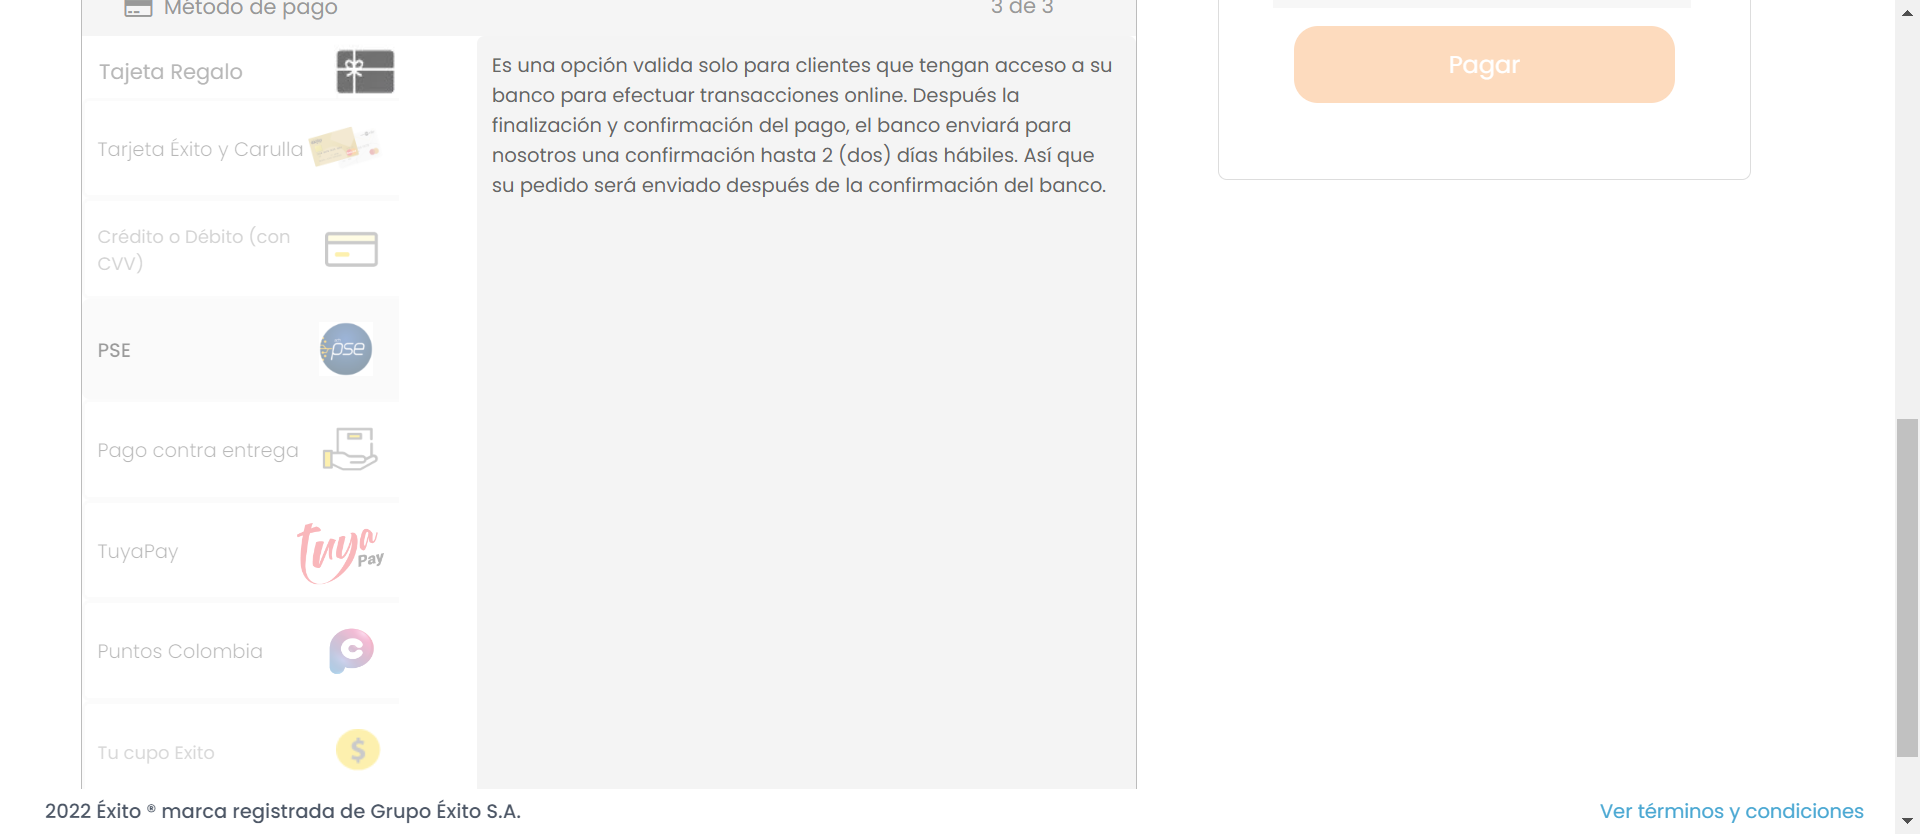 Método de pago
3 de 3
Tajeta Regalo
Tarjeta Éxito y Carulla
Crédito o Débito (con
CVV)
PSE
pse
Pago contra entrega
TuyaPay
tuya
Pay
Puntos Colombia
Tu cupo Exito
$
Es una opción valida solo para clientes que tengan acceso a su
banco para efectuar transacciones online. Después la
finalización y confirmación del pago, el banco enviará para
nosotros una confirmación hasta 2 (dos) días hábiles. Así que
su pedido será enviado después de la confirmación del banco.
Pagar
2022 Éxito ® marca registrada de Grupo Éxito S.A.
Ver términos y condiciones